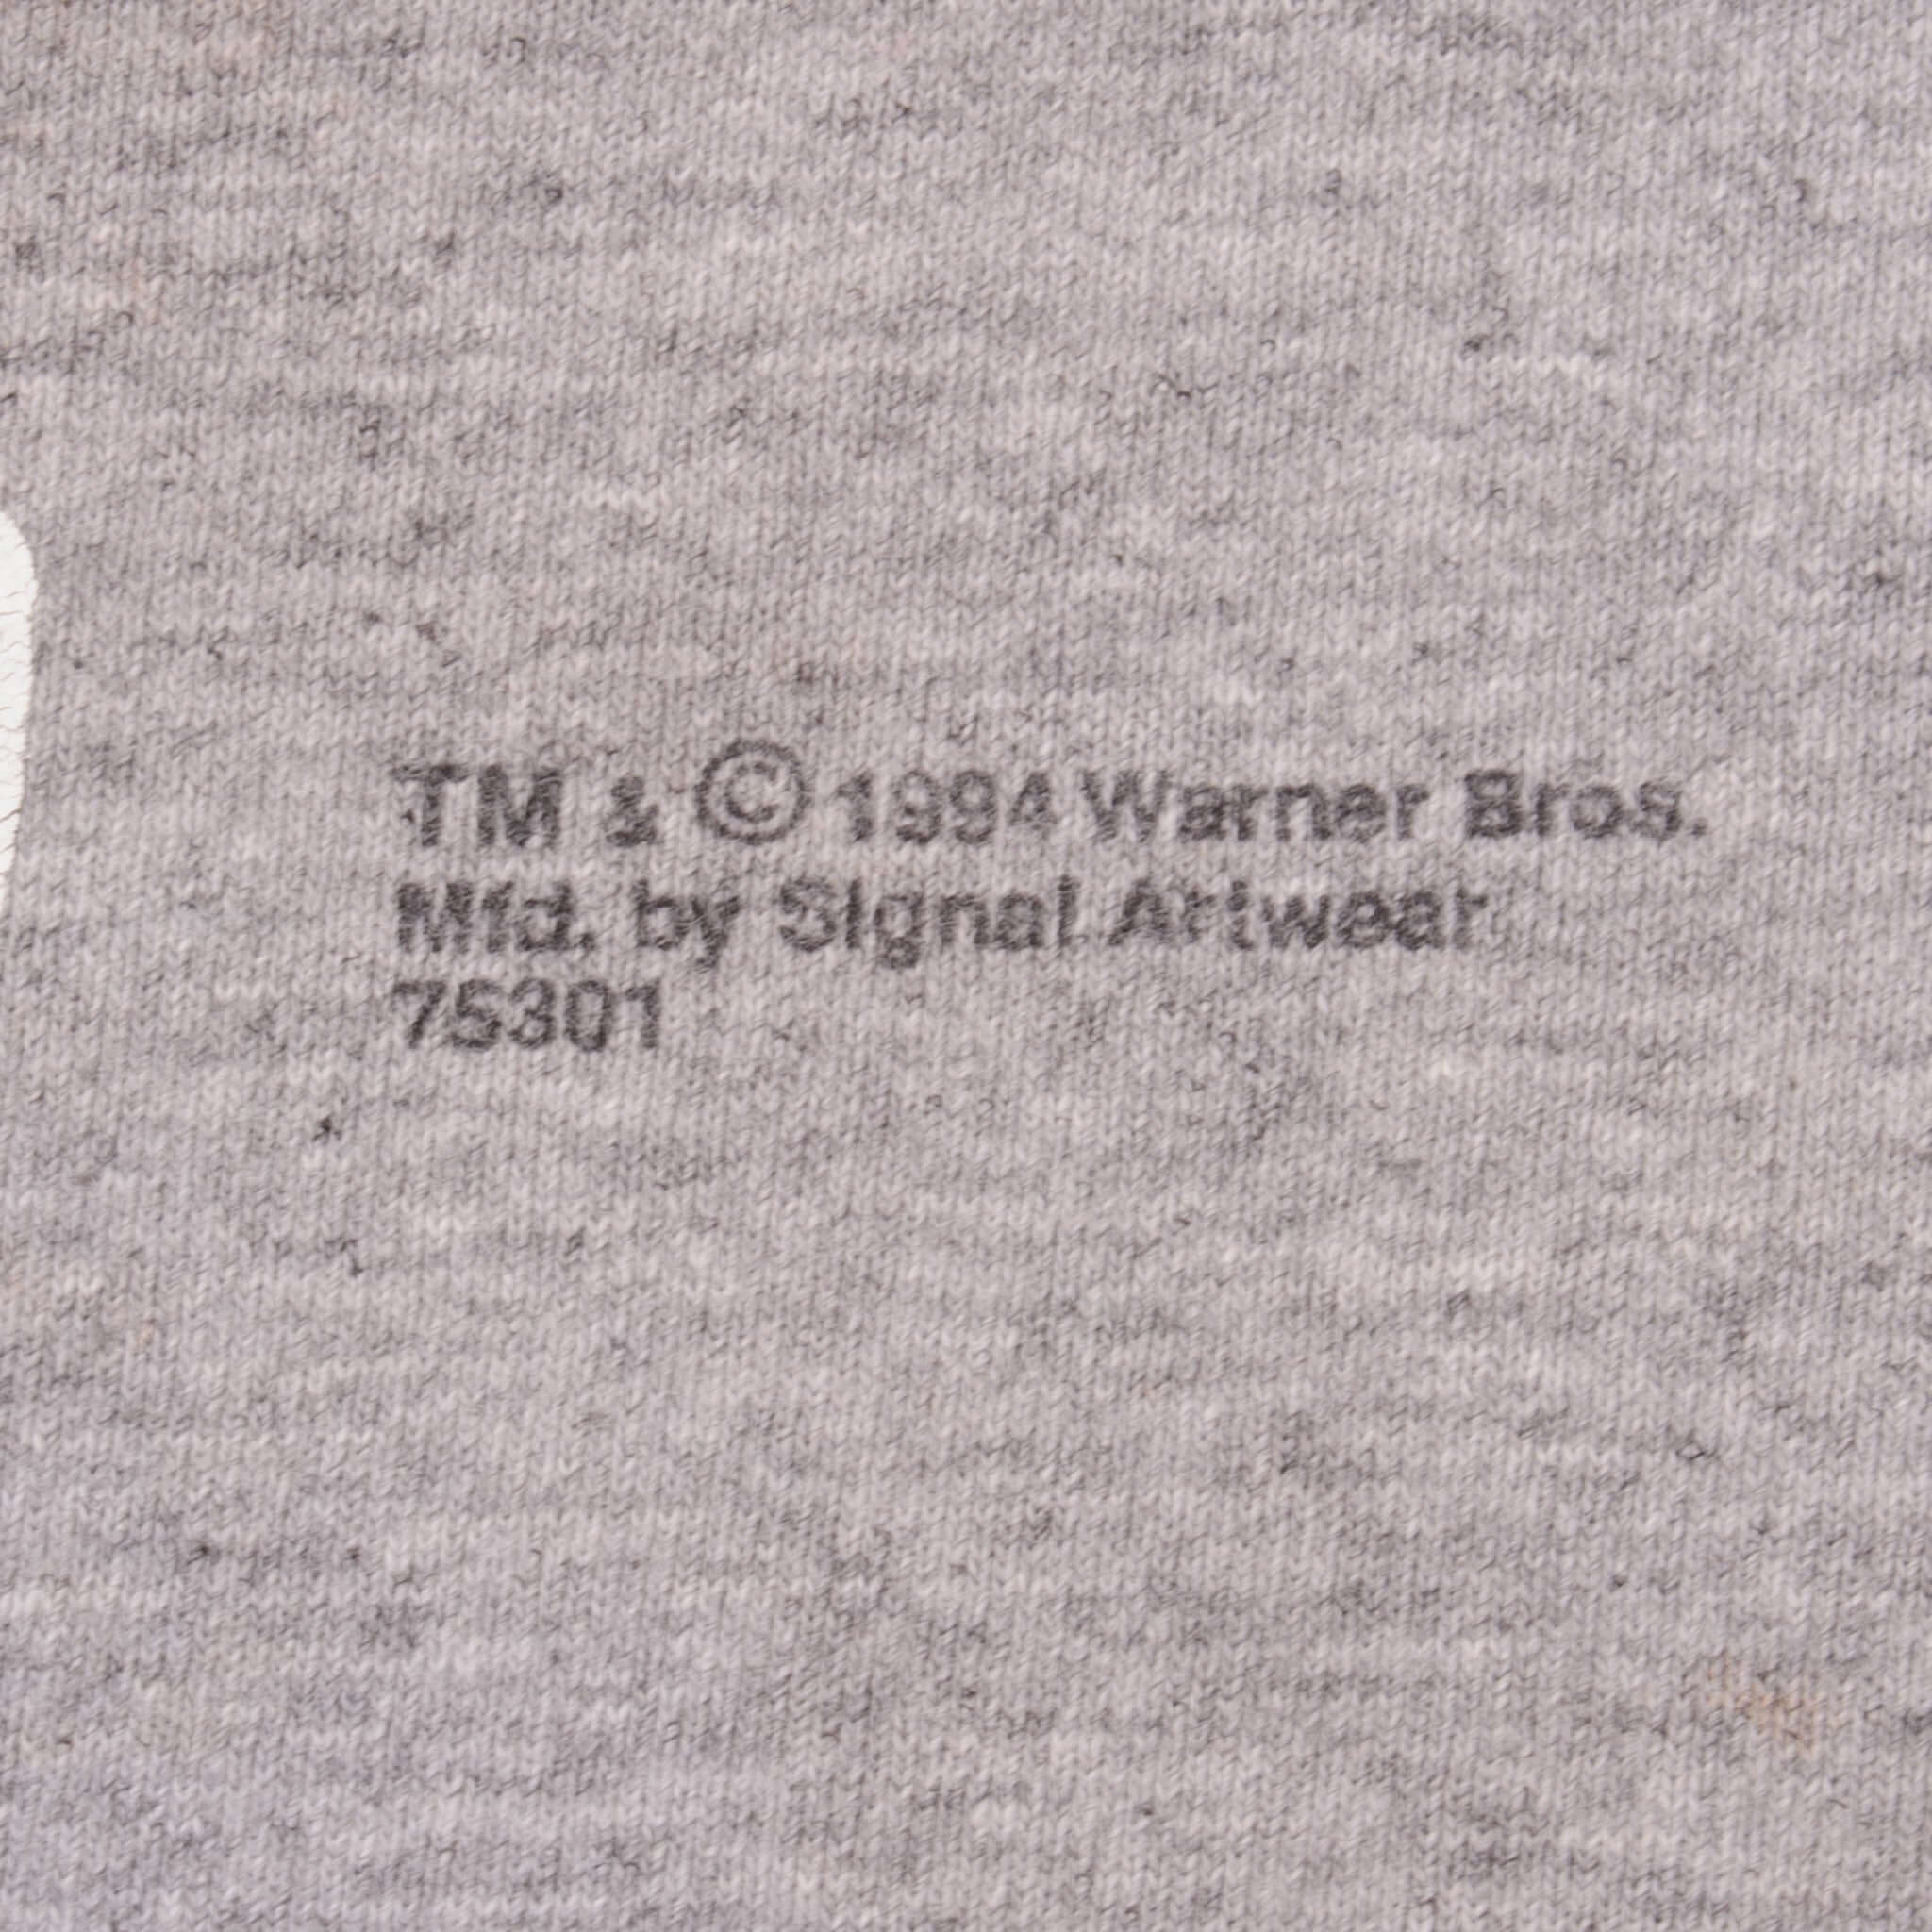 TM & © 1994 Warner Bros.
Mfd. by Signal Artwear
75301